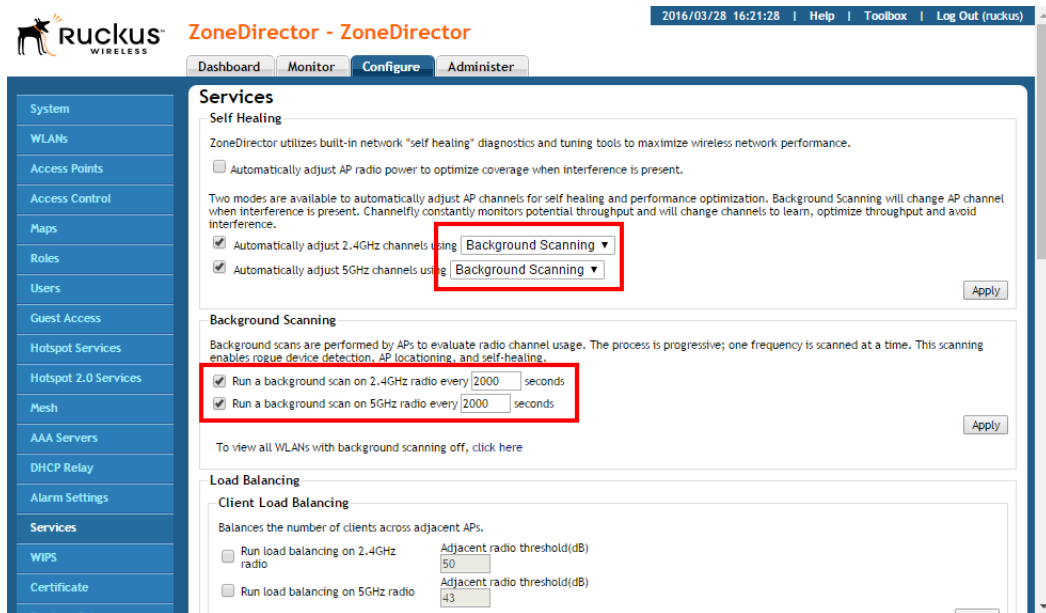 2016/03/28 16:21:28 | Help | Toolbox | Log Out (ruckus)
RUCKUS
WIRELESS
ZoneDirector - ZoneDirector
Dashboard Monitor Configure Administer
System
WLANs
Access Points
Access Control
Maps
Roles
Users
Guest Access
Hotspot Services
Hotspot 2.0 Services
Mesh
AAA Servers
DHCP Relay
Alarm Settings
Services
WIPS
Certificate
Services
Self Healing
ZoneDirector utilizes built-in network "self healing" diagnostics and tuning tools to maximize wireless network performance.
Automatically adjust AP radio power to optimize coverage when interference is present.
Two modes are available to automatically adjust AP channels for self healing and performance optimization. Background Scanning will change AP channel
when interference is present. Channelfly constantly monitors potential throughput and will change channels to learn, optimize throughput and avoid
interference.
Automatically adjust 2.4GHz channels using Background Scanning
Automatically adjust 5GHz channels using Background Scanning
Apply
Background Scanning
Background scans are performed by APs to evaluate radio channel usage. The process is progressive; one frequency is scanned at a time. This scanning
enables rogue device detection, AP locationing, and self-healing.
Run a background scan on 2.4GHz radio every 2000 seconds
Run a background scan on 5GHz radio every 2000 seconds
Apply
To view all WLANs with background scanning off, click here
Load Balancing
Client Load Balancing
Balances the number of clients across adjacent APs.
Run load balancing on 2.4GHz
radio
Adjacent radio threshold(dB)
50
Run load balancing on 5GHz radio
Adjacent radio threshold(dB)
43